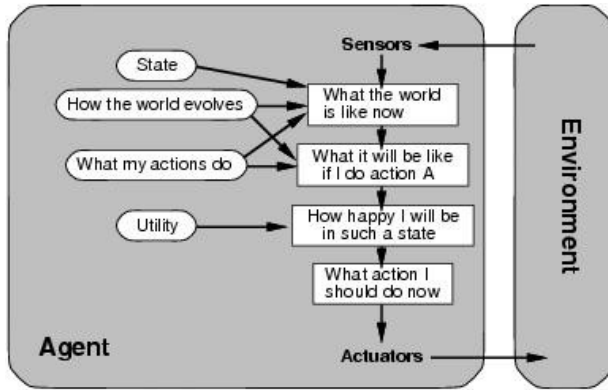 Sensors
State
How the world evolves
What the world
is like now
What my actions do
What it will be like
if I do action A
Utility
How happy I will be
in such a state
What action I
should do now
Agent
Actuators
Environment